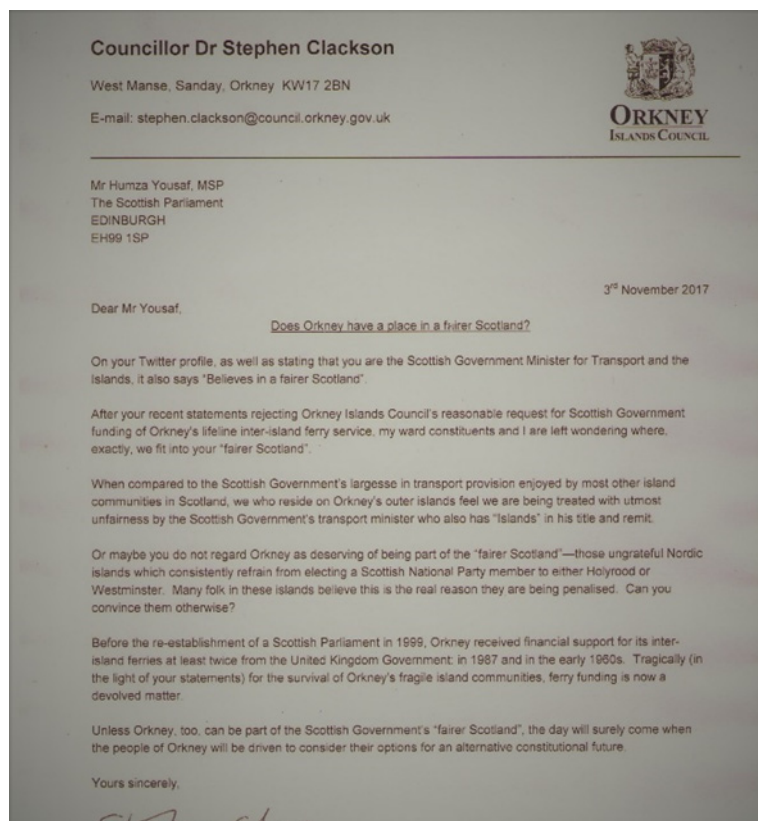 Councillor Dr Stephen Clackson
West Manse, Sanday, Orkney KW17 2BN
E-mail: stephen.clackson@council.orkney.gov.uk
ORKNEY
ISLANDS COUNCIL
Mr Humza Yousaf, MSP
The Scottish Parliament
EDINBURGH
EH99 1SP
3rd November 2017
Dear Mr Yousaf,
Does Orkney have a place in a fairer Scotland?
On your Twitter profile, as well as stating that you are the Scottish Government Minister for Transport and the
Islands, it also says "Believes in a fairer Scotland".
After your recent statements rejecting Orkney Islands Council's reasonable request for Scottish Government
funding of Orkney's lifeline inter-island ferry service, my ward constituents and I are left wondering where,
exactly, we fit into your "fairer Scotland".
When compared to the Scottish Government's largesse in transport provision enjoyed by most other island
communities in Scotland, we who reside on Orkney's outer islands feel we are being treated with utmost
unfairness by the Scottish Government's transport minister who also has "Islands" in his title and remit.
Or maybe you do not regard Orkney as deserving of being part of the "fairer Scotland"—those ungrateful Nordic
islands which consistently refrain from electing a Scottish National Party member to either Holyrood or
Westminster. Many folk in these islands believe this is the real reason they are being penalised. Can you
convince them otherwise?
Before the re-establishment of a Scottish Parliament in 1999, Orkney received financial support for its inter-
island ferries at least twice from the United Kingdom Government: in 1987 and in the early 1960s. Tragically (in
the light of your statements) for the survival of Orkney's fragile island communities, ferry funding is now a
devolved matter.
Unless Orkney, too, can be part of the Scottish Government's "fairer Scotland", the day will surely come when
the people of Orkney will be driven to consider their options for an alternative constitutional future.
Yours sincerely,